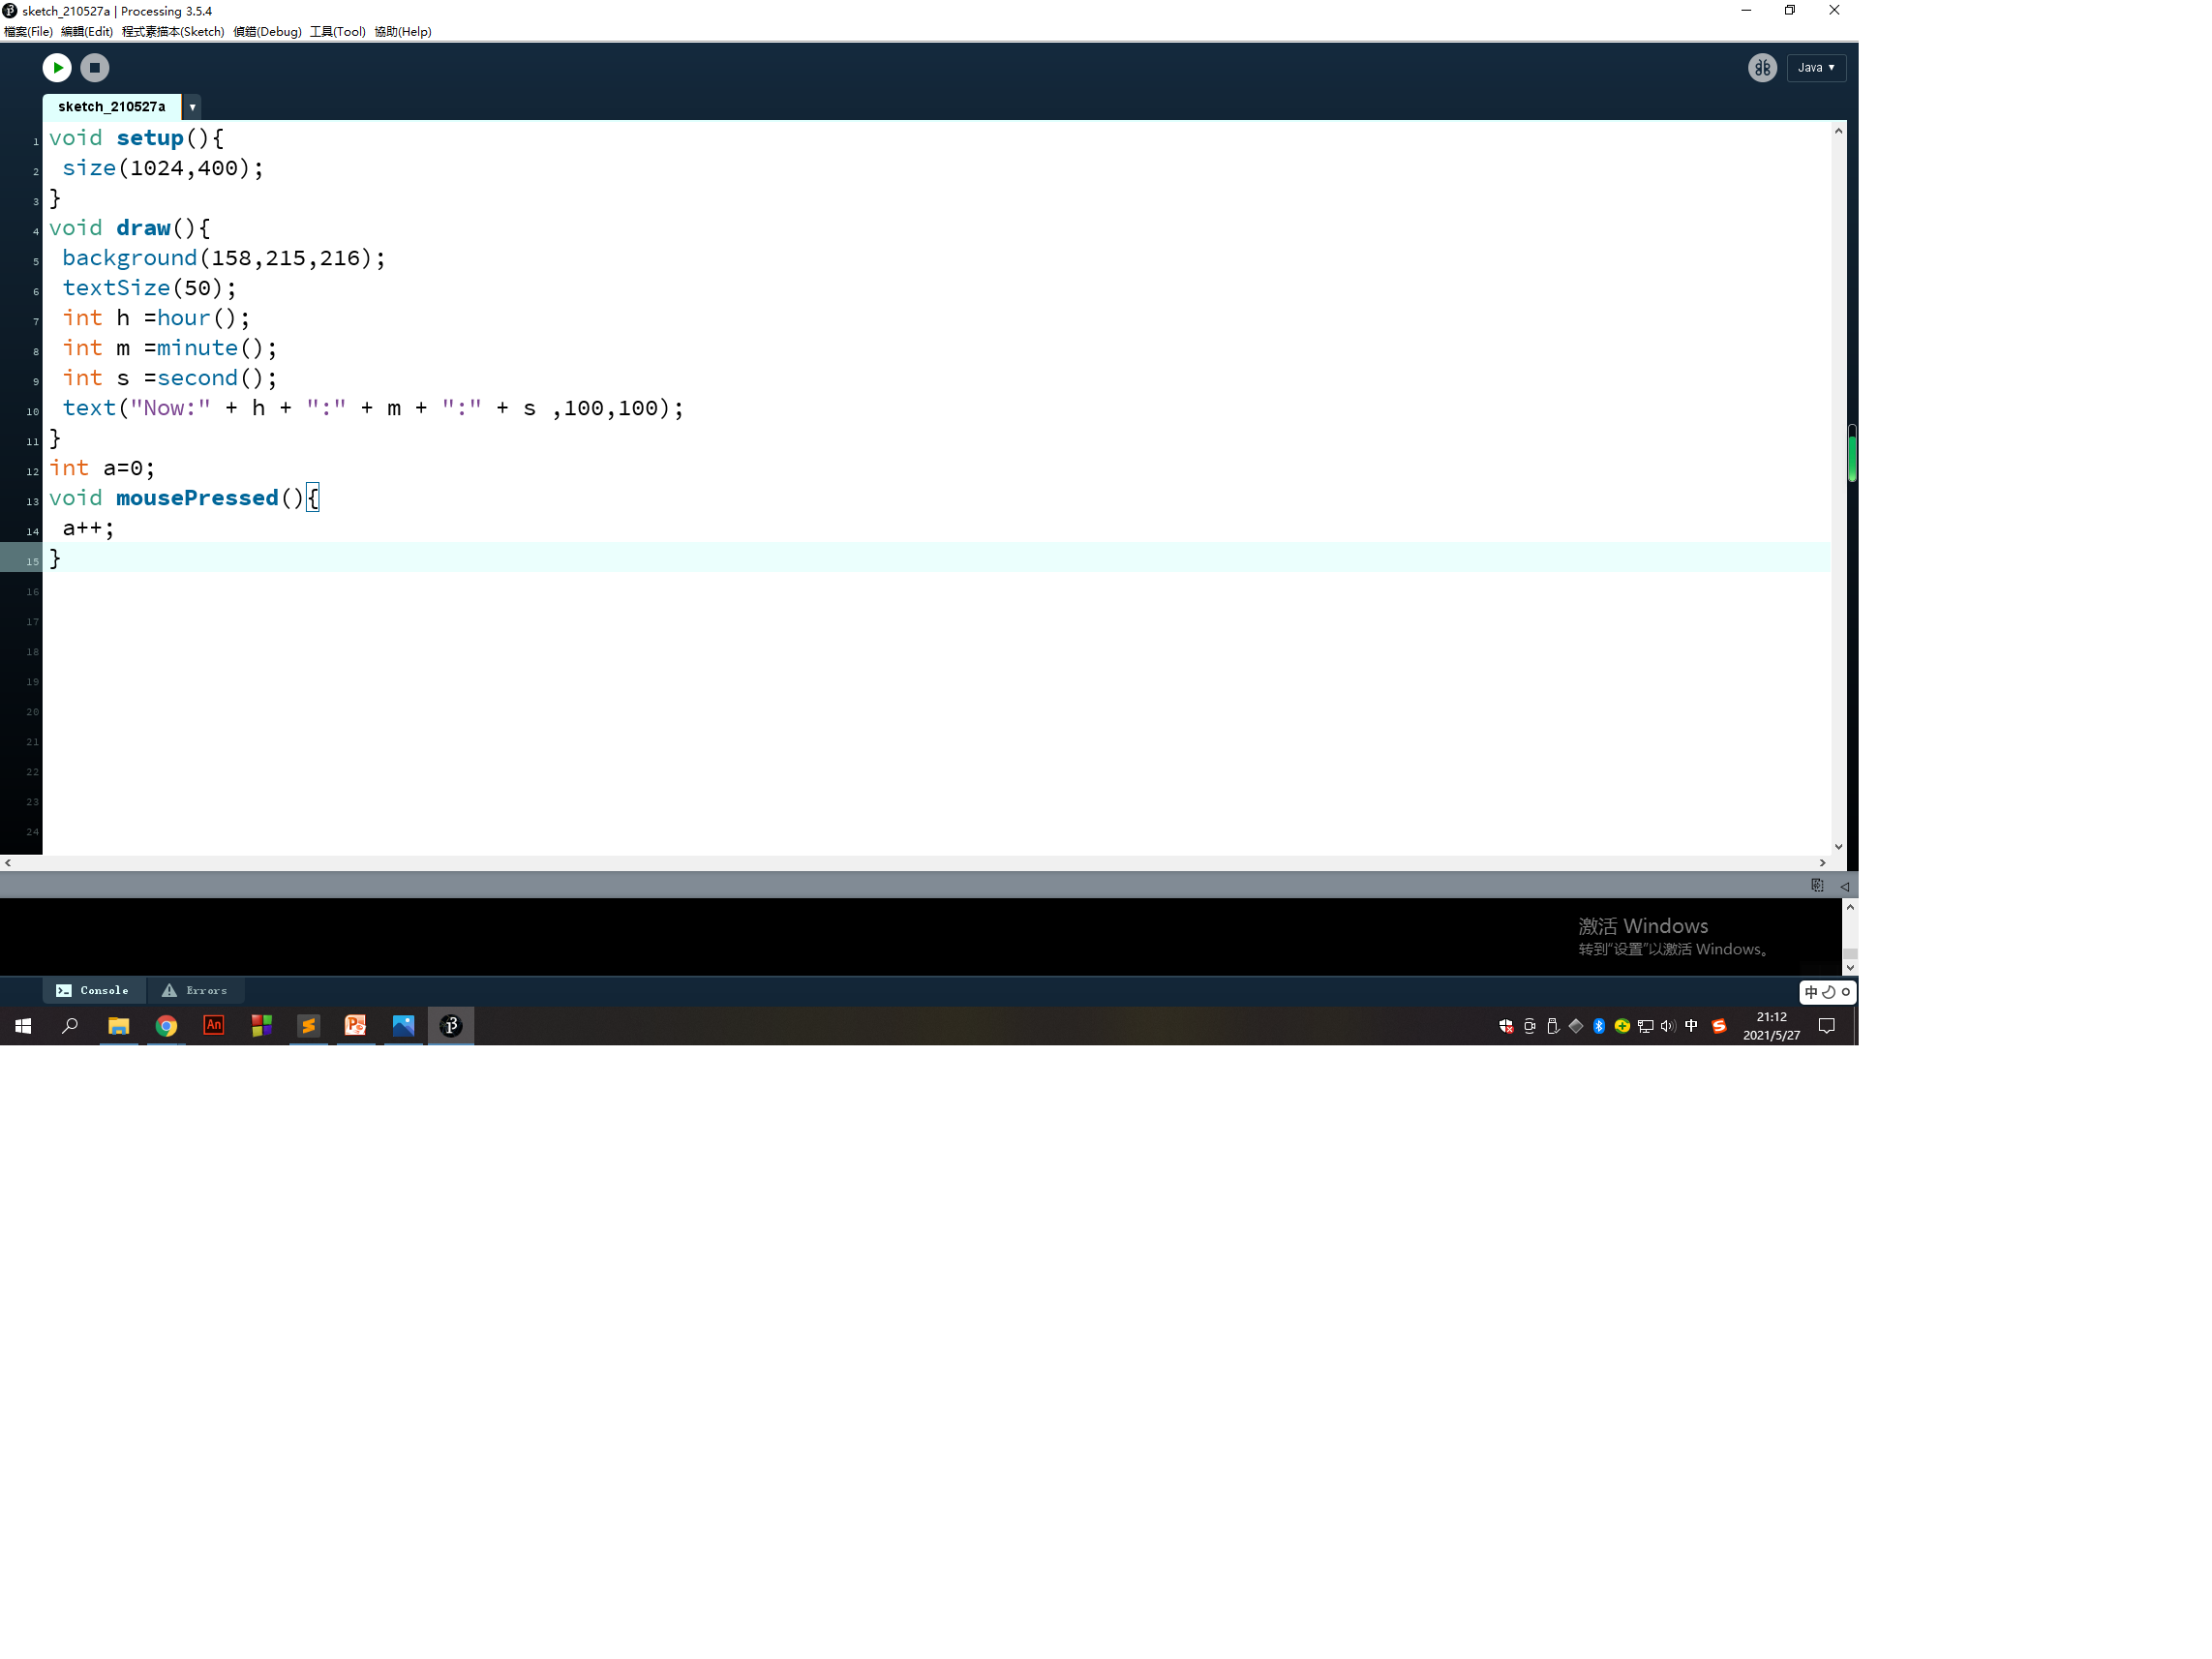 sketch_210527a | Processing 3.5.4
檔案(File) 編輯(Edit) 程式素描本(Sketch) 偵錯(Debug) 工具(Tool) 協助(Help)
Java ▼
sketch_210527a ▼
1 void setup(){
2  size(1024,400);
3 }
4 void draw(){
5  background(158,215,216);
6  textSize(50);
7  int h =hour();
8  int m =minute();
9  int s =second();
10  text("Now:" + h + ":" + m + ":" + s ,100,100);
11 }
12 int a=0;
13 void mousePressed(){
14  a++;
15 }
16
17
18
19
20
21
22
23
24
激活 Windows
转到"设置"以激活 Windows。
Console Errors
中
An
中
21:12
2021/5/27